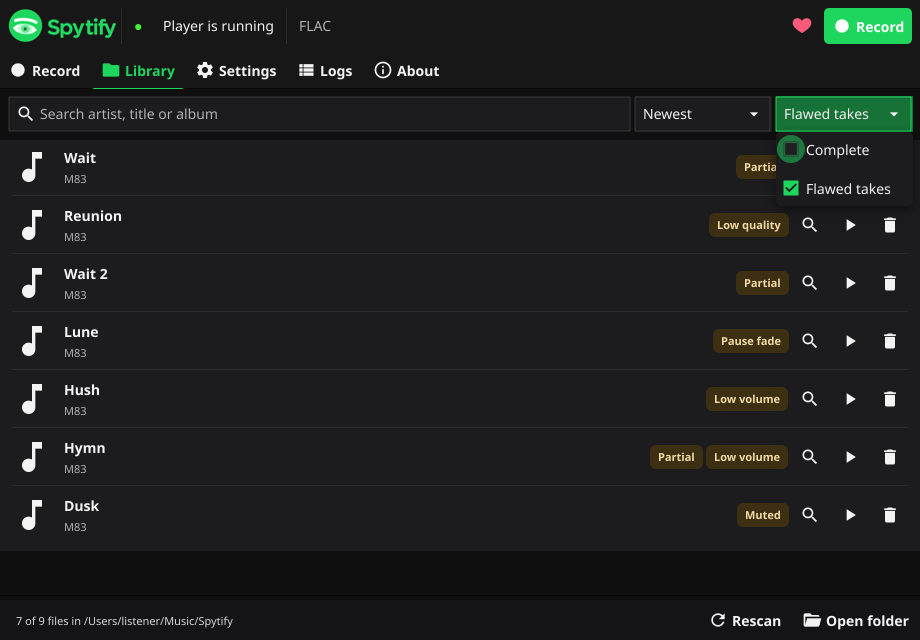 Spytify
Player is running
FLAC
Record
Record
Library
Settings
Logs
About
Search artist, title or album
Newest
Flawed takes
Complete
Flawed takes
Wait
M83
Reunion
M83
Low quality
Wait 2
M83
Partial
Lune
M83
Pause fade
Hush
M83
Low volume
Hymn
M83
Partial
Low volume
Dusk
M83
Muted
7 of 9 files in /Users/listener/Music/Spytify
Rescan
Open folder